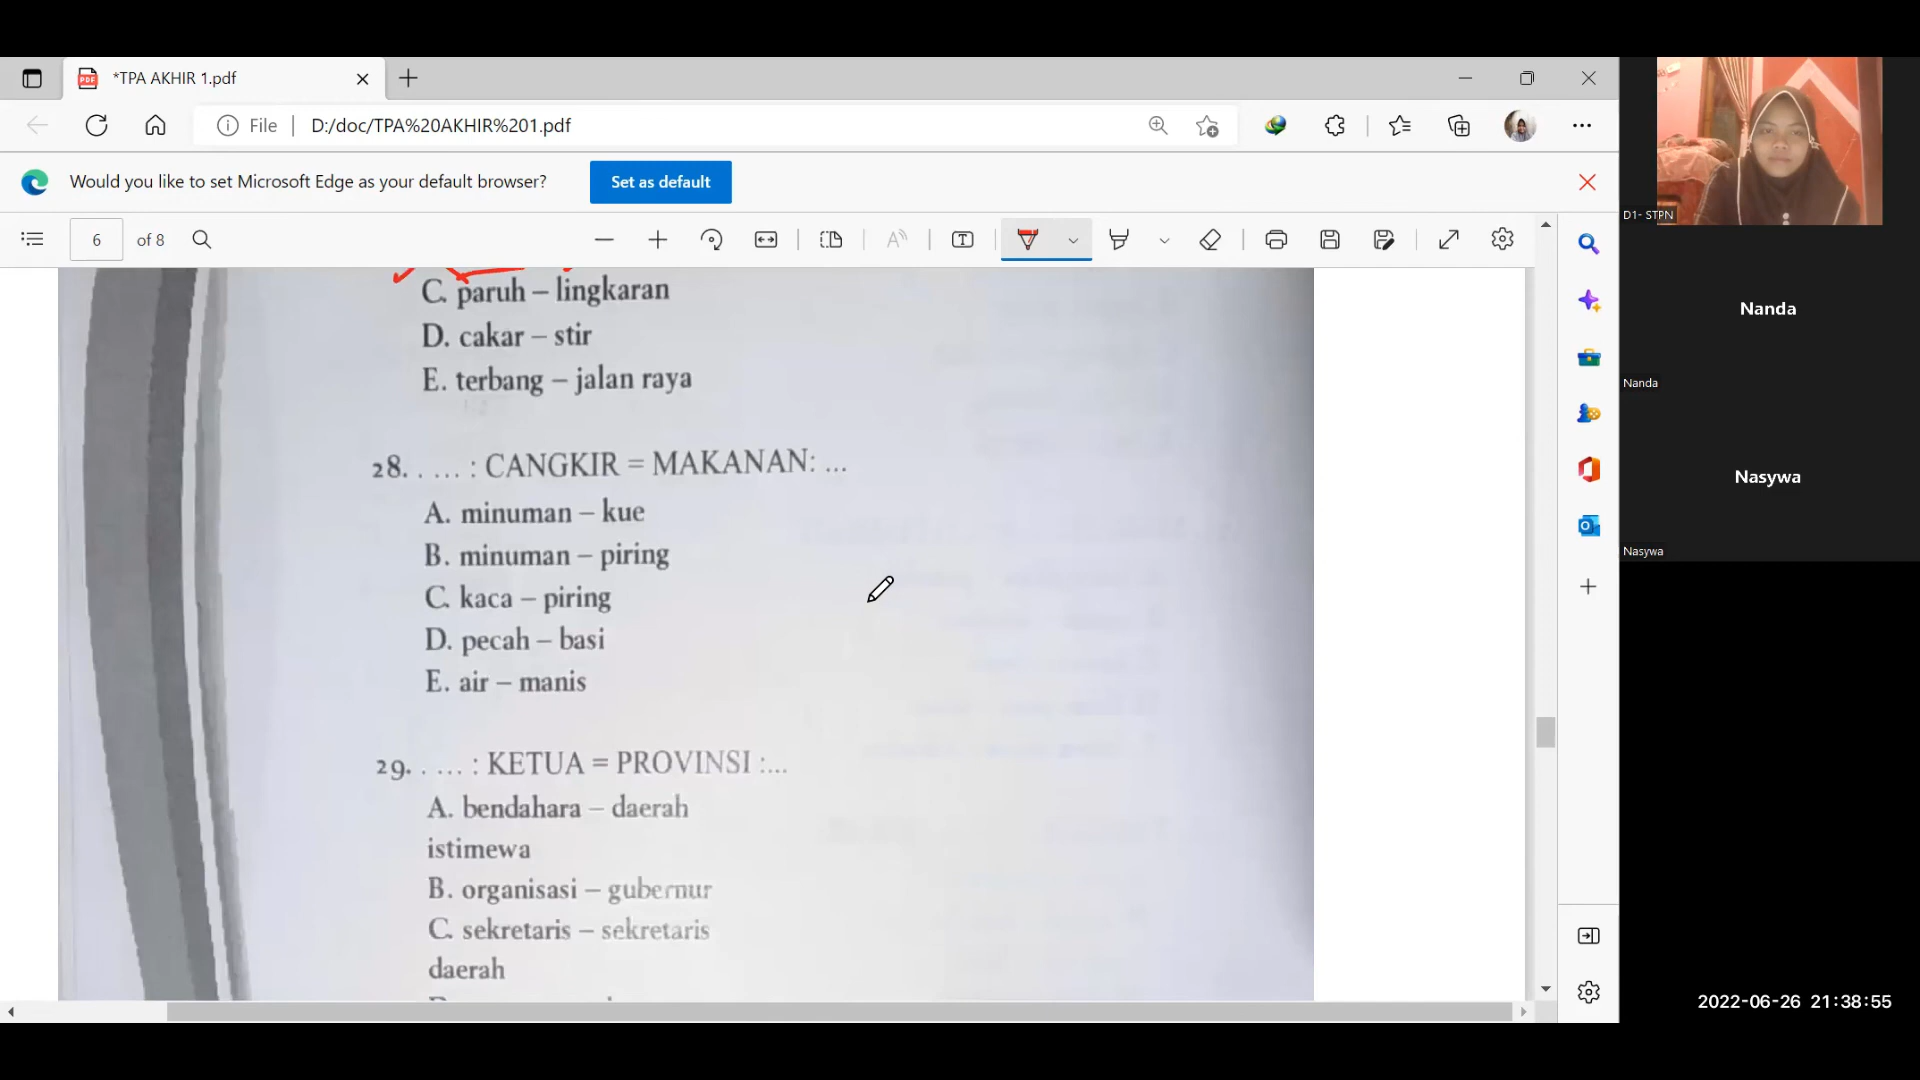 *TPA AKHIR 1.pdf
File
D:/doc/TPA%20AKHIR%201.pdf
Would you like to set Microsoft Edge as your default browser?
Set as default
6
of 8
C. paruh – lingkaran
D. cakar – stir
E. terbang – jalan raya
28. . ... : CANGKIR = MAKANAN: ...
A. minuman – kue
B. minuman – piring
C. kaca – piring
D. pecah – basi
E. air – manis
29. . ... : KETUA = PROVINSI :...
A. bendahara – daerah
istimewa
B. organisasi – gubernur
C. sekretaris – sekretaris
daerah
D1- STPN
Nanda
Nanda
Nasywa
Nasywa
2022-06-26 21:38:55